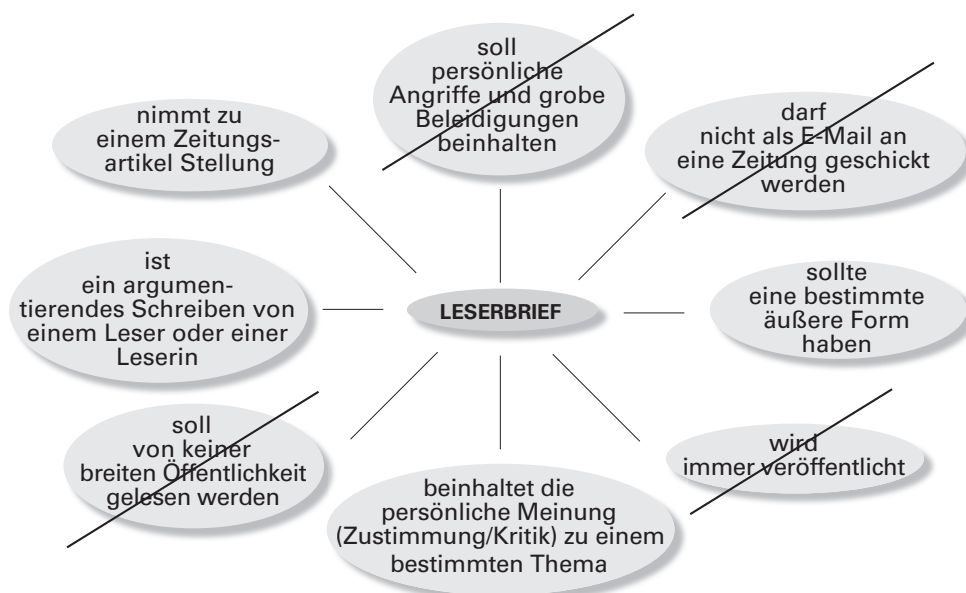 soll
persönliche
Angriffe und grobe
Beleidigungen
beinhalten
nimmt zu
einem Zeitungs-
artikel Stellung
darf
nicht als E-Mail an
eine Zeitung geschickt
werden
ist
ein argumen-
tierendes Schreiben von
einem Leser oder einer
Leserin
LESERBRIEF
sollte
eine bestimmte
äußere Form
haben
soll
von keiner
breiten Öffentlichkeit
gelesen werden
beinhaltet die
persönliche Meinung
(Zustimmung/Kritik) zu einem
bestimmten Thema
wird
immer veröffentlicht